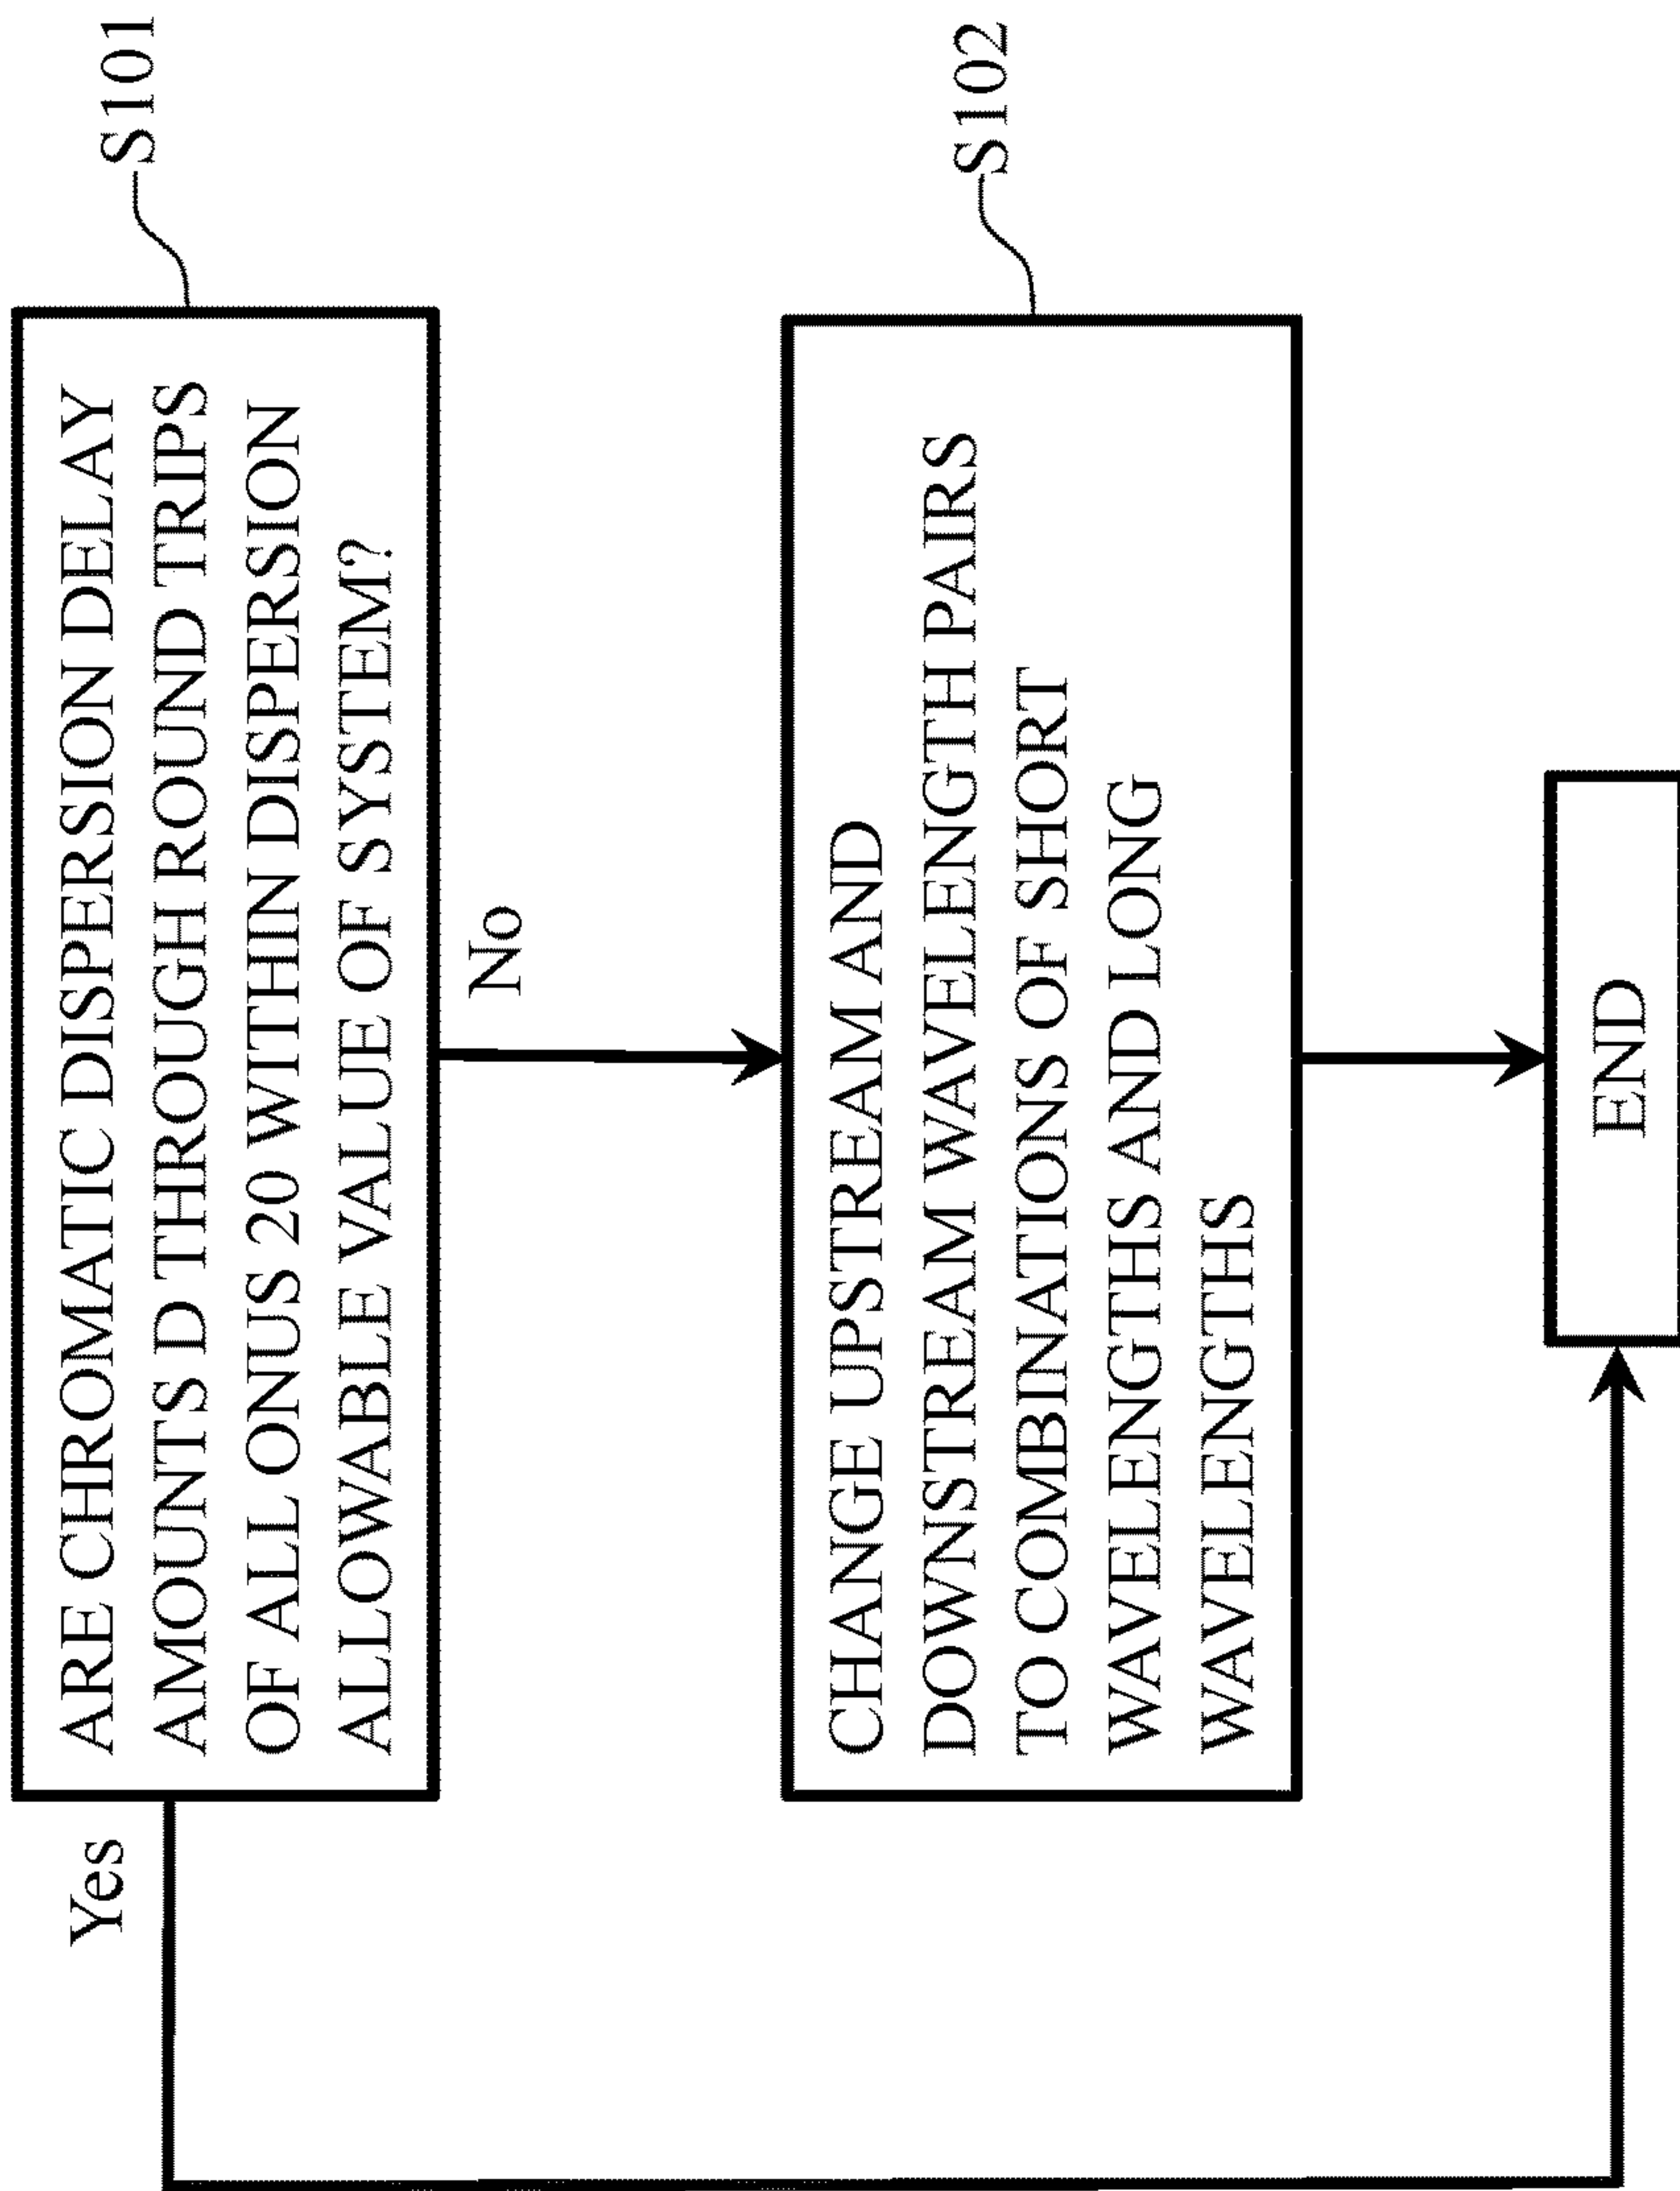 S101
ARE CHROMATIC DISPERSION DELAY
AMOUNTS D THROUGH ROUND TRIPS
OF ALL ONUS 20 WITHIN DISPERSION
ALLOWABLE VALUE OF SYSTEM?
Yes
No
S102
CHANGE UPSTREAM AND
DOWNSTREAM WAVELENGTH PAIRS
TO COMBINATIONS OF SHORT
WAVELENGTHS AND LONG
WAVELENGTHS
END